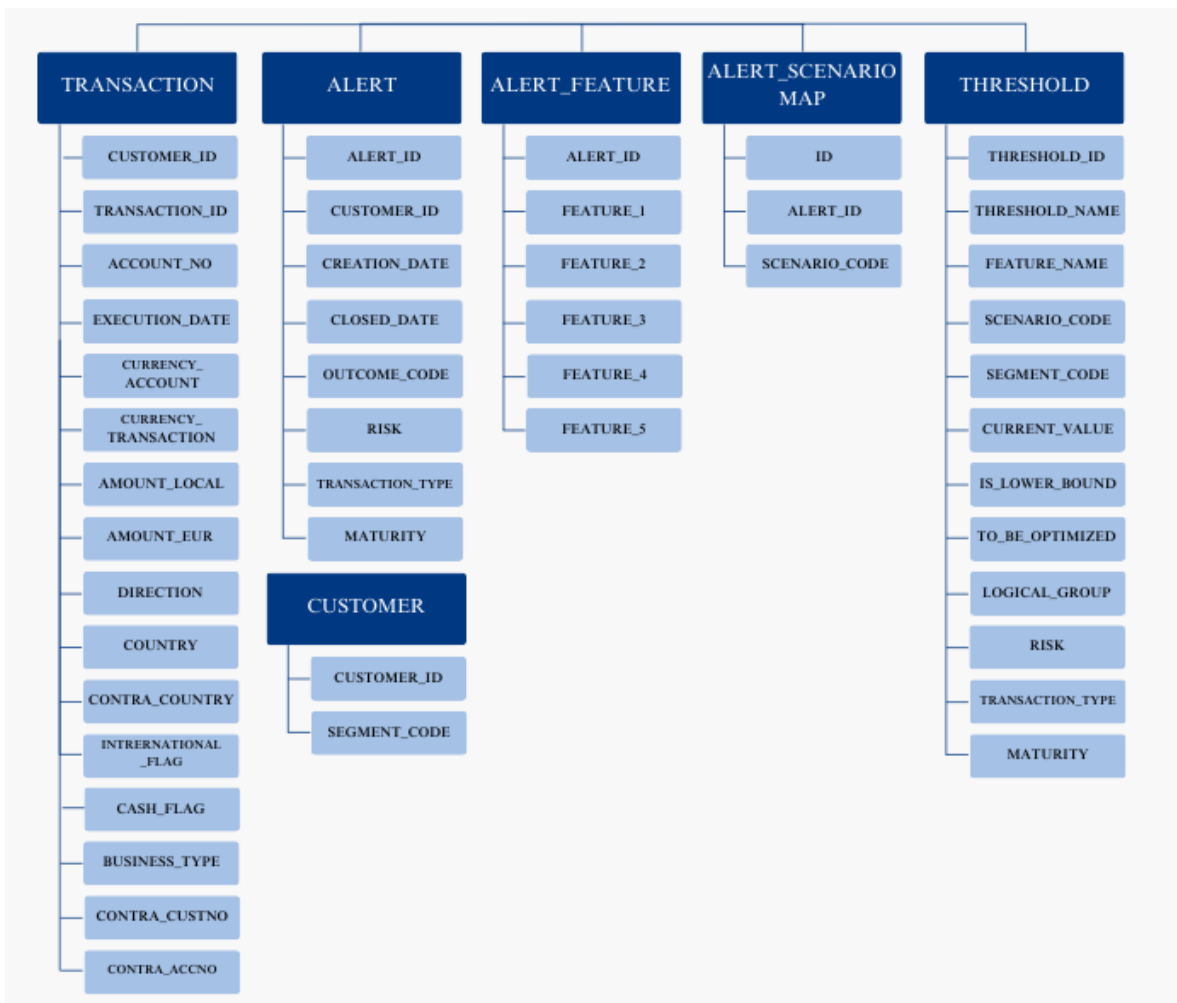 TRANSACTION
CUSTOMER_ID
TRANSACTION_ID
ACCOUNT_NO
EXECUTION_DATE
CURRENCY_
ACCOUNT
CURRENCY_
TRANSACTION
AMOUNT_LOCAL
AMOUNT_EUR
DIRECTION
COUNTRY
CONTRA_COUNTRY
INTRERNATIONAL
_FLAG
CASH_FLAG
BUSINESS_TYPE
CONTRA_CUSTNO
CONTRA_ACCNO
ALERT
ALERT_ID
CUSTOMER_ID
CREATION_DATE
CLOSED_DATE
OUTCOME_CODE
RISK
TRANSACTION_TYPE
MATURITY
CUSTOMER
CUSTOMER_ID
SEGMENT_CODE
ALERT_FEATURE
ALERT_ID
FEATURE_1
FEATURE_2
FEATURE_3
FEATURE_4
FEATURE_5
ALERT_SCENARIO
MAP
ID
ALERT_ID
SCENARIO_CODE
THRESHOLD
THRESHOLD_ID
THRESHOLD_NAME
FEATURE_NAME
SCENARIO_CODE
SEGMENT_CODE
CURRENT_VALUE
IS_LOWER_BOUND
TO_BE_OPTIMIZED
LOGICAL_GROUP
RISK
TRANSACTION_TYPE
MATURITY